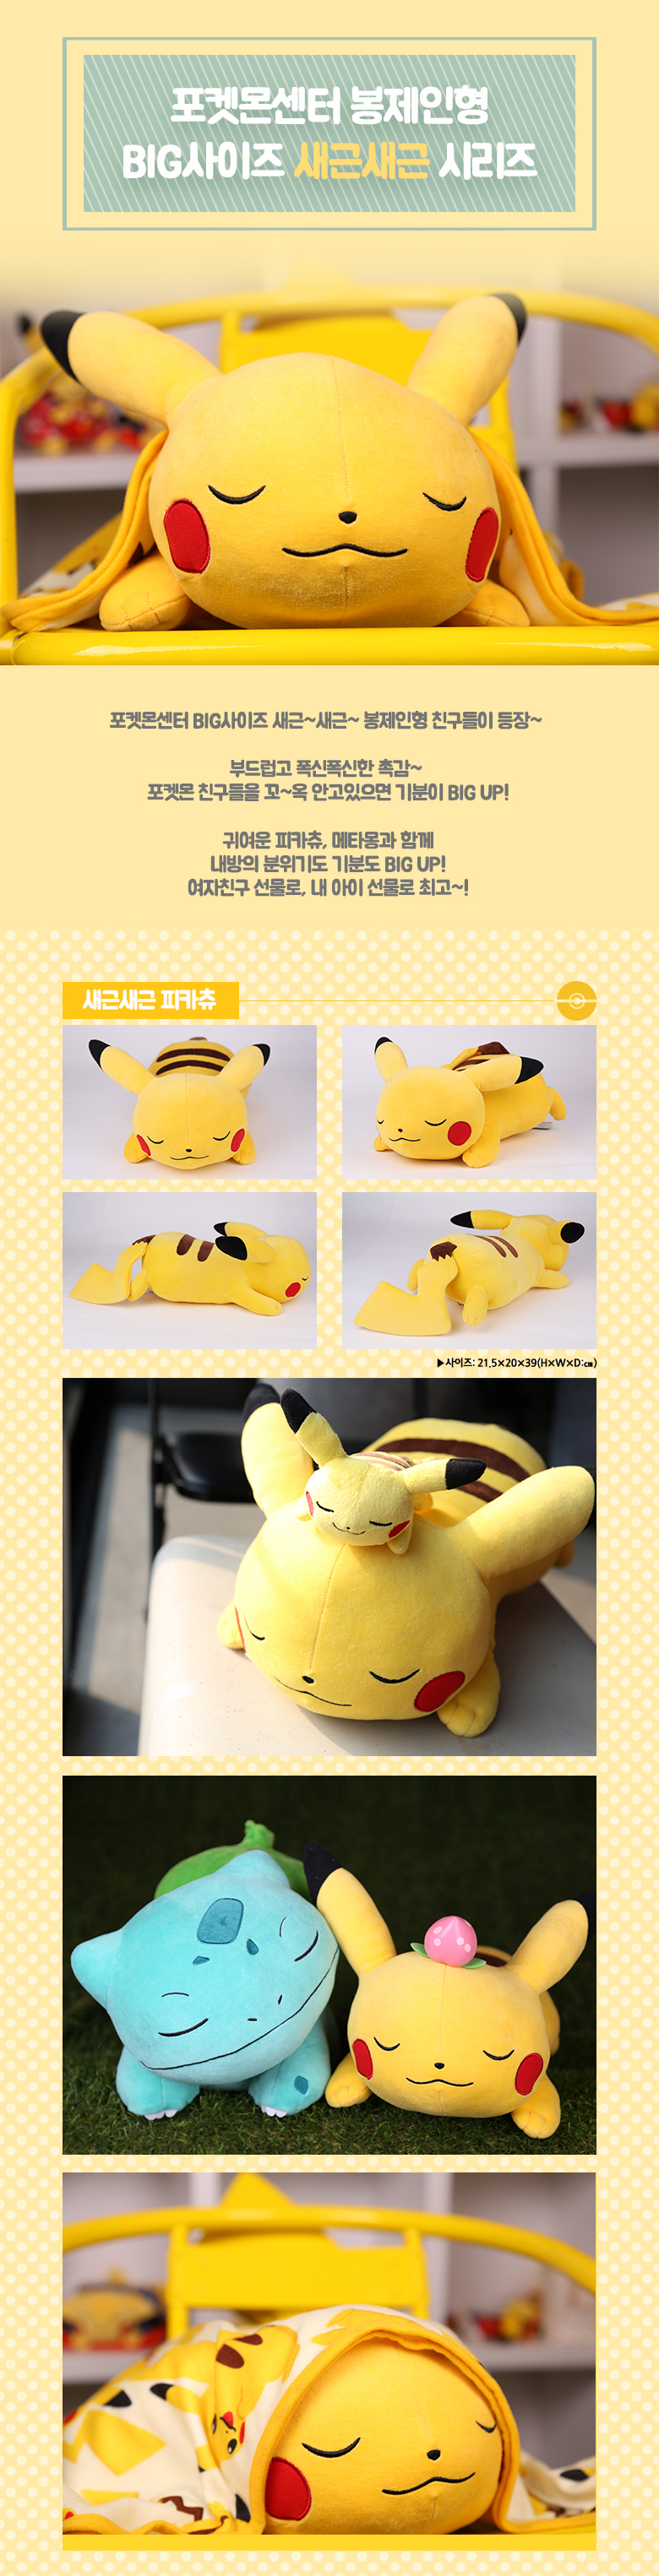 포켓몬센터 봉제인형
BIG사이즈 새근새근 시리즈
포켓몬센터 BIG사이즈 새근~새근~ 봉제인형 친구들이 등장~
부드럽고 폭신폭신한 촉감~
포켓몬 친구들을 꼬~옥 안고있으면 기분이 BIG UP!
귀여운 피카츄, 메타몽과 함께
내방의 분위기도 기분도 BIG UP!
여자친구 선물로, 내 아이 선물로 최고~!
새근새근 피카츄
▶사이즈: 21.5×20×39(H×W×D:㎝)